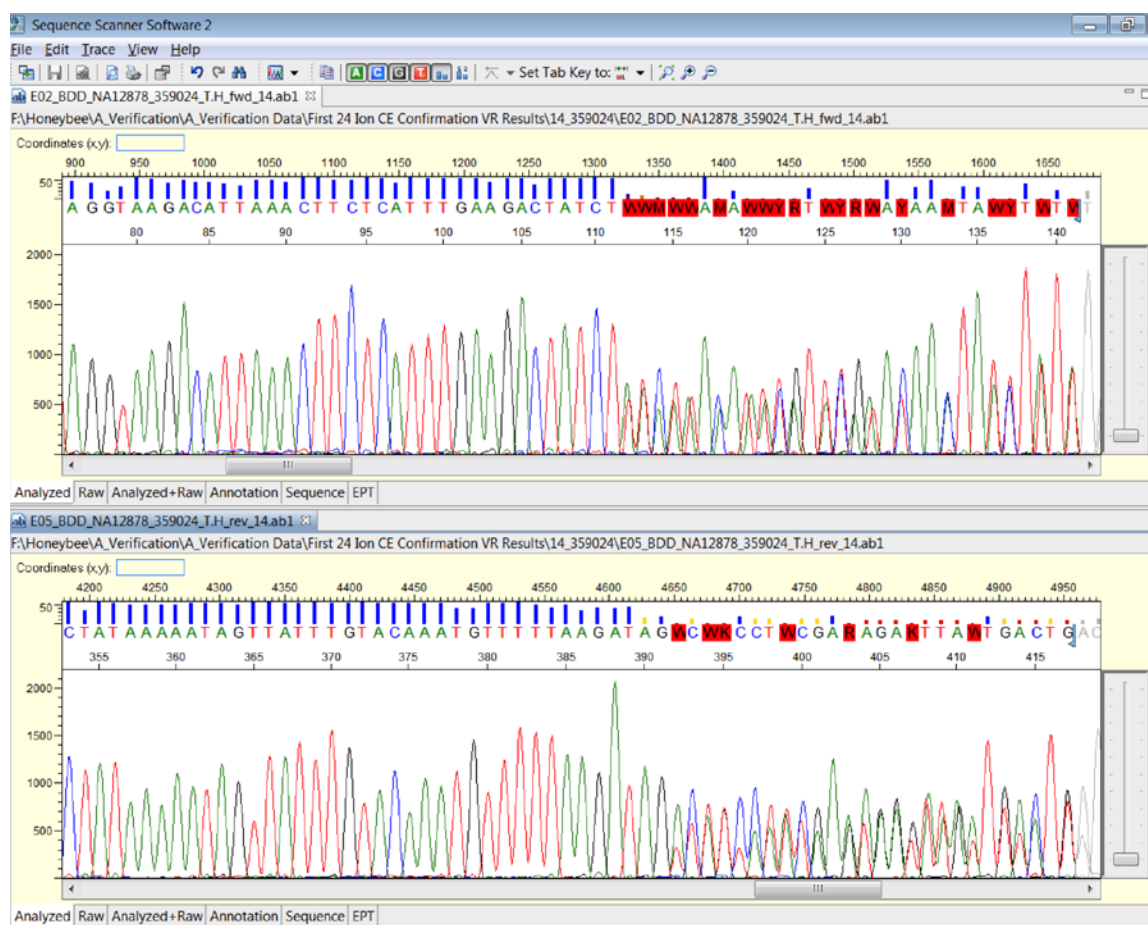 Sequence Scanner Software 2
File Edit Trace View Help
A C G T Set Tab Key to:
E02_BDD_NA12878_359024_T.H_fwd_14.ab1
F:\Honeybee\A_Verification\A_Verification Data\First 24 Ion CE Confirmation VR Results\14_359024\E02_BDD_NA12878_359024_T.H_fwd_14.ab1
Coordinates (x,y):
900 950 1000 1050 1100 1150 1200 1250 1300 1350 1400 1450 1500 1550 1600 1650
50
AGGTAAGACATTAAACTTCTCATTTGAAGACTATCTWWMWWAMAWWYRTWYRWAYAAMTAWYTWTWT
80 85 90 95 100 105 110 115 120 125 130 135 140
2000
1500
1000
500
Analyzed Raw Analyzed+Raw Annotation Sequence EPT
E05_BDD_NA12878_359024_T.H_rev_14.ab1
F:\Honeybee\A_Verification\A_Verification Data\First 24 Ion CE Confirmation VR Results\14_359024\E05_BDD_NA12878_359024_T.H_rev_14.ab1
Coordinates (x,y):
4200 4250 4300 4350 4400 4450 4500 4550 4600 4650 4700 4750 4800 4850 4900 4950
50
CTATAAAAATAGTTATTTGTACAAATGTTTTTAAGATAGWCWKCCTWCGARAGAKTTAWTGACTGAC
355 360 365 370 375 380 385 390 395 400 405 410 415
2000
1500
1000
500
Analyzed Raw Analyzed+Raw Annotation Sequence EPT